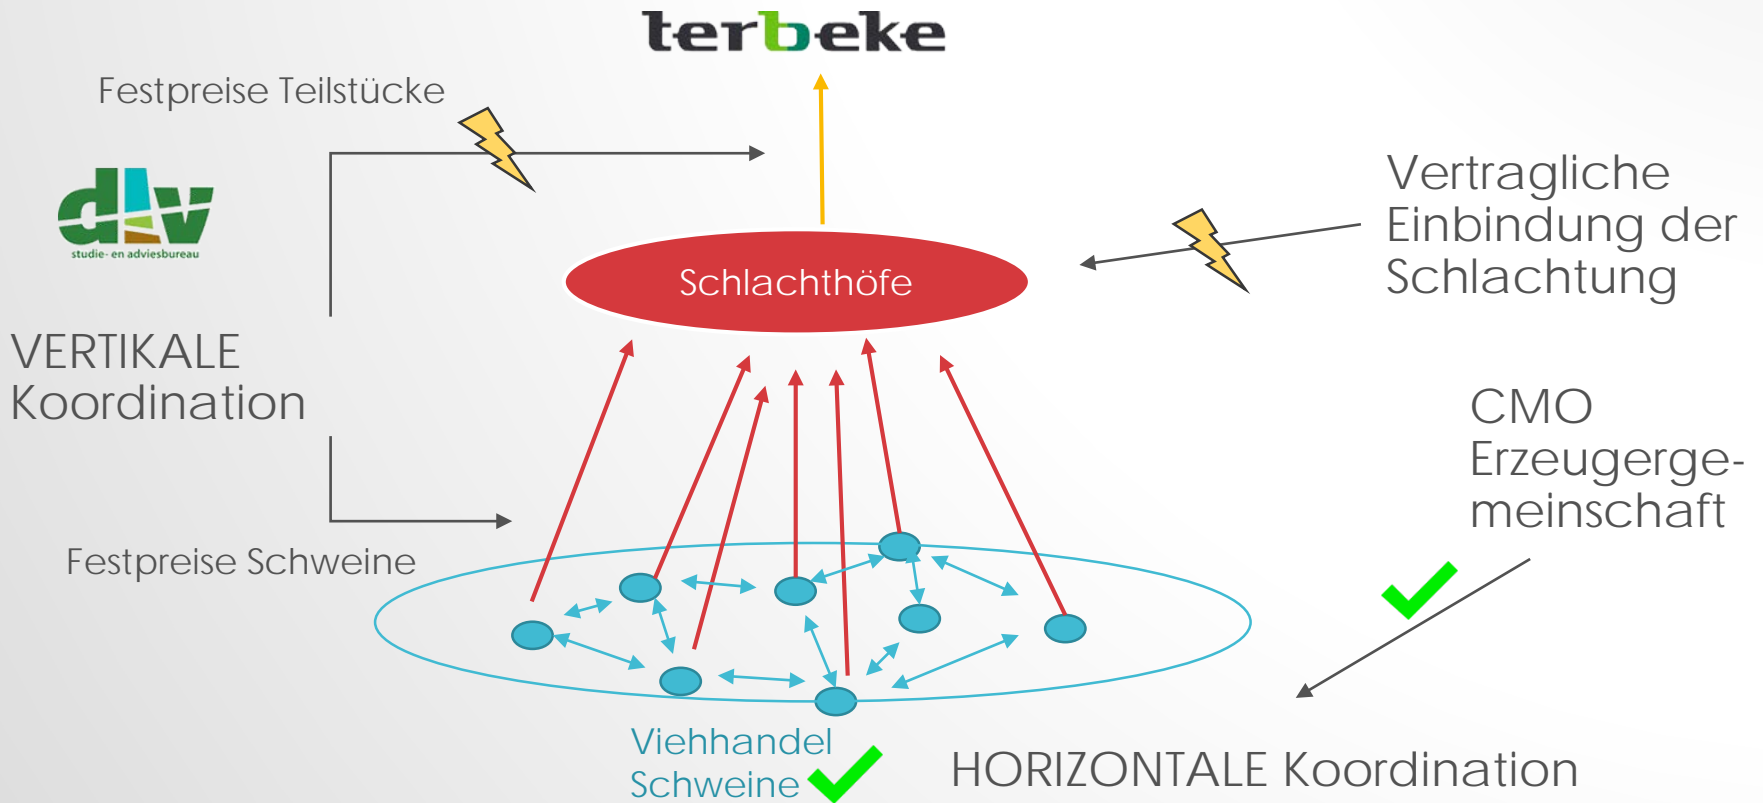 terbeke
Festpreise Teilstücke
dlv
studie- en adviesbureau
Vertragliche
Einbindung der
Schlachtung
Schlachthöfe
VERTIKALE
Koordination
CMO
Erzeugerge-
meinschaft
Festpreise Schweine
Viehhandel
Schweine
HORIZONTALE Koordination